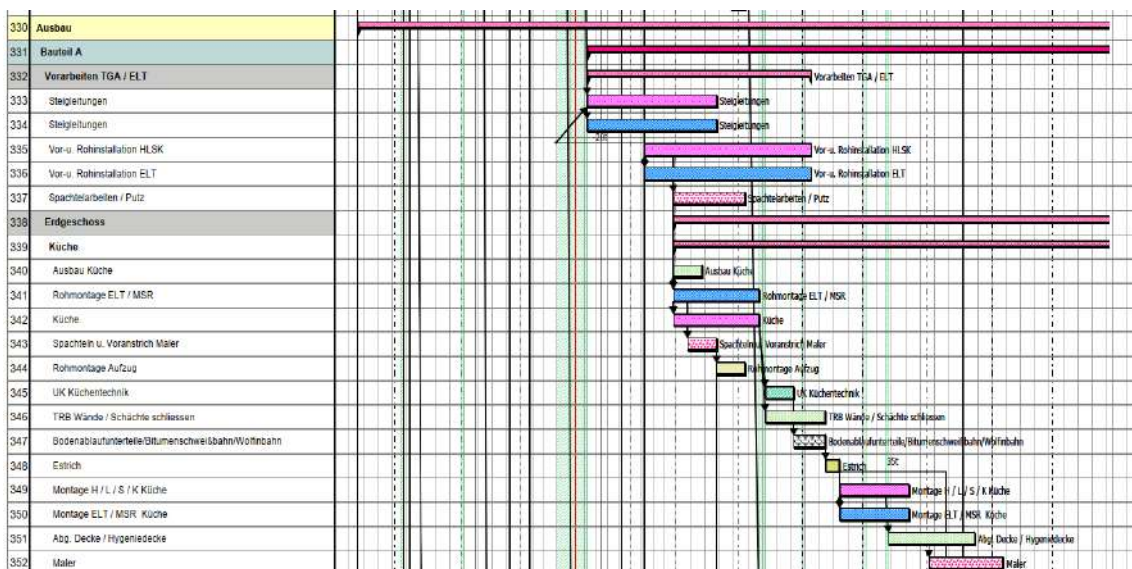 330 Ausbau
331 Bauteil A
332 Vorarbeiten TGA / ELT Vorarbeiten TGA / ELT
333 Steigleitungen Steigleitungen
334 Steigleitungen Steigleitungen
335 Vor-u. Rohinstallation HLSK Vor-u. Rohinstallation HLSK
336 Vor-u. Rohinstallation ELT Vor-u. Rohinstallation ELT
337 Spachtelarbeiten / Putz Spachtelarbeiten / Putz
338 Erdgeschoss
339 Küche
340 Ausbau Küche Ausbau Küche
341 Rohmontage ELT / MSR Rohmontage ELT / MSR
342 Küche Küche
343 Spachteln u. Voranstrich Maler Spachteln u. Voranstrich Maler
344 Rohmontage Aufzug Rohmontage Aufzug
345 UK Küchentechnik UK Küchentechnik
346 TRB Wände / Schächte schliessen TRB Wände / Schächte schliessen
347 Bodenablaufunterteile/Bitumenschweißbahn/Wolfinbahn Bodenablaufunterteile/Bitumenschweißbahn/Wolfinbahn
348 Estrich Estrich 35t
349 Montage H / L / S / K Küche Montage H / L / S / K Küche
350 Montage ELT / MSR Küche Montage ELT / MSR Küche
351 Abg. Decke / Hygeniedecke Abg. Decke / Hygeniedecke
352 Maler Maler